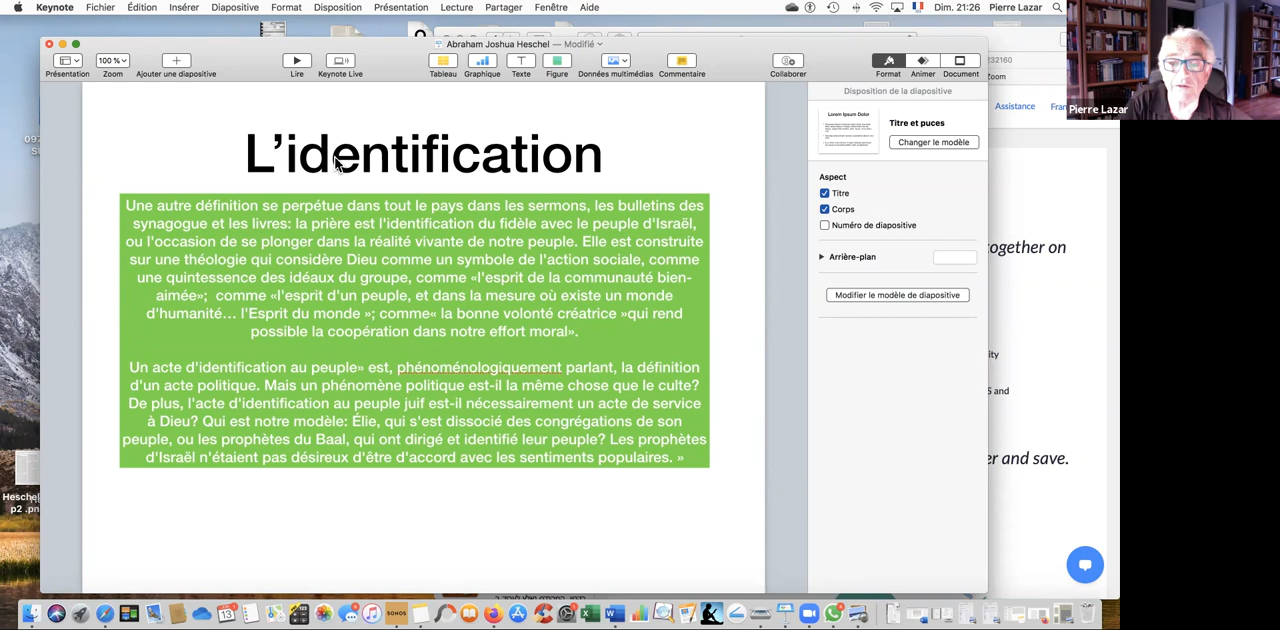 Keynote Fichier Édition Insérer Diapositive Format Disposition Présentation Lecture Partager Fenêtre Aide Dim. 21:26 Pierre Lazar
Abraham Joshua Heschel — Modifié
100 %
Présentation Zoom Ajouter une diapositive Lire Keynote Live Tableau Graphique Texte Figure Données multimédias Commentaire Collaborer Format Animer Document
232160
Zoom
Pierre Lazar
Assistance Fran
Disposition de la diapositive
Lorem Ipsum Dolor
Titre et puces
Changer le modèle
Aspect
Titre
Corps
Numéro de diapositive
Arrière-plan
Modifier le modèle de diapositive
L'identification
Une autre définition se perpétue dans tout le pays dans les sermons, les bulletins des
synagogue et les livres: la prière est l'identification du fidèle avec le peuple d'Israël,
ou l'occasion de se plonger dans la réalité vivante de notre peuple. Elle est construite
sur une théologie qui considère Dieu comme un symbole de l'action sociale, comme
une quintessence des idéaux du groupe, comme «l'esprit de la communauté bien-
aimée»; comme «l'esprit d'un peuple, et dans la mesure où existe un monde
d'humanité… l'Esprit du monde »; comme« la bonne volonté créatrice »qui rend
possible la coopération dans notre effort moral».
Un acte d'identification au peuple» est, phénoménologiquement parlant, la définition
d'un acte politique. Mais un phénomène politique est-il la même chose que le culte?
De plus, l'acte d'identification au peuple juif est-il nécessairement un acte de service
à Dieu? Qui est notre modèle: Élie, qui s'est dissocié des congrégations de son
peuple, ou les prophètes du Baal, qui ont dirigé et identifié leur peuple? Les prophètes
d'Israël n'étaient pas désireux d'être d'accord avec les sentiments populaires. »
together on
ity
S and
er and save.
Heschel
p2 .pn
SONOS